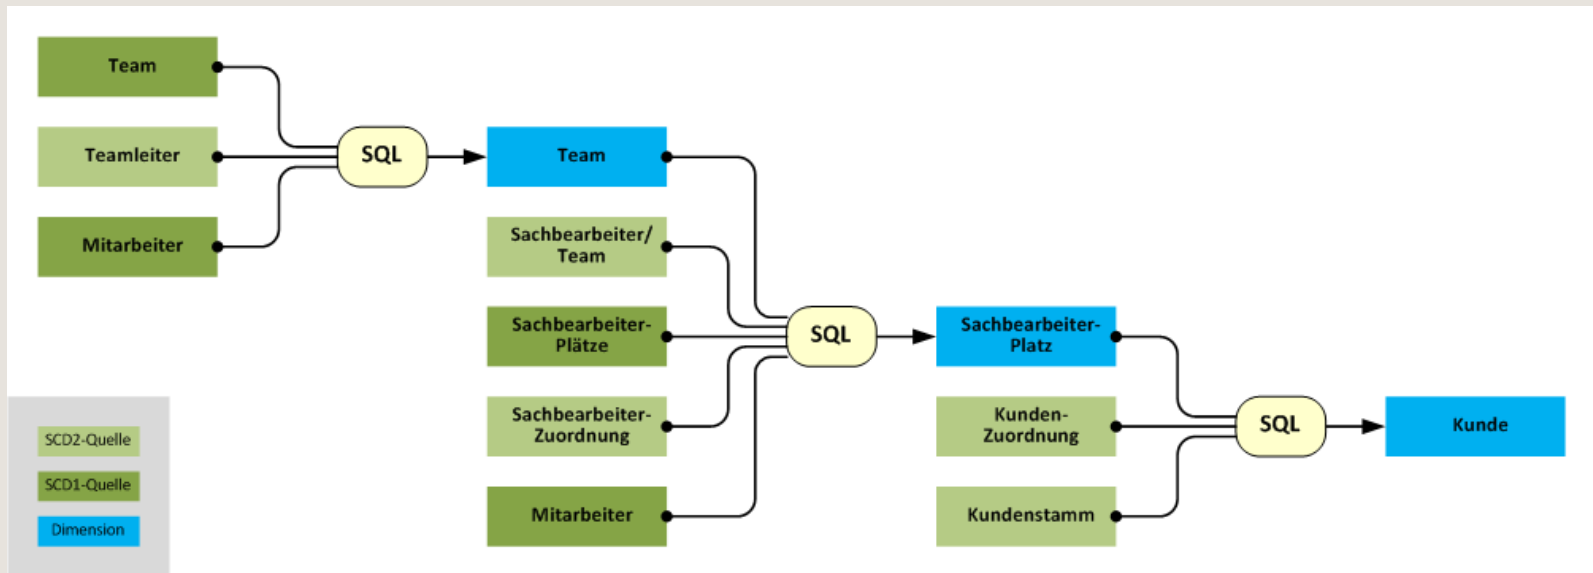 Team
Teamleiter
Mitarbeiter
SQL
Team
Sachbearbeiter/
Team
Sachbearbeiter-
Plätze
Sachbearbeiter-
Zuordnung
Mitarbeiter
SQL
Sachbearbeiter-
Platz
Kunden-
Zuordnung
Kundenstamm
SQL
Kunde
SCD2-Quelle
SCD1-Quelle
Dimension